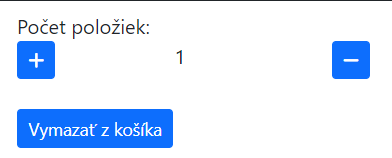 Počet položiek:
+ 1 −
Vymazať z košíka